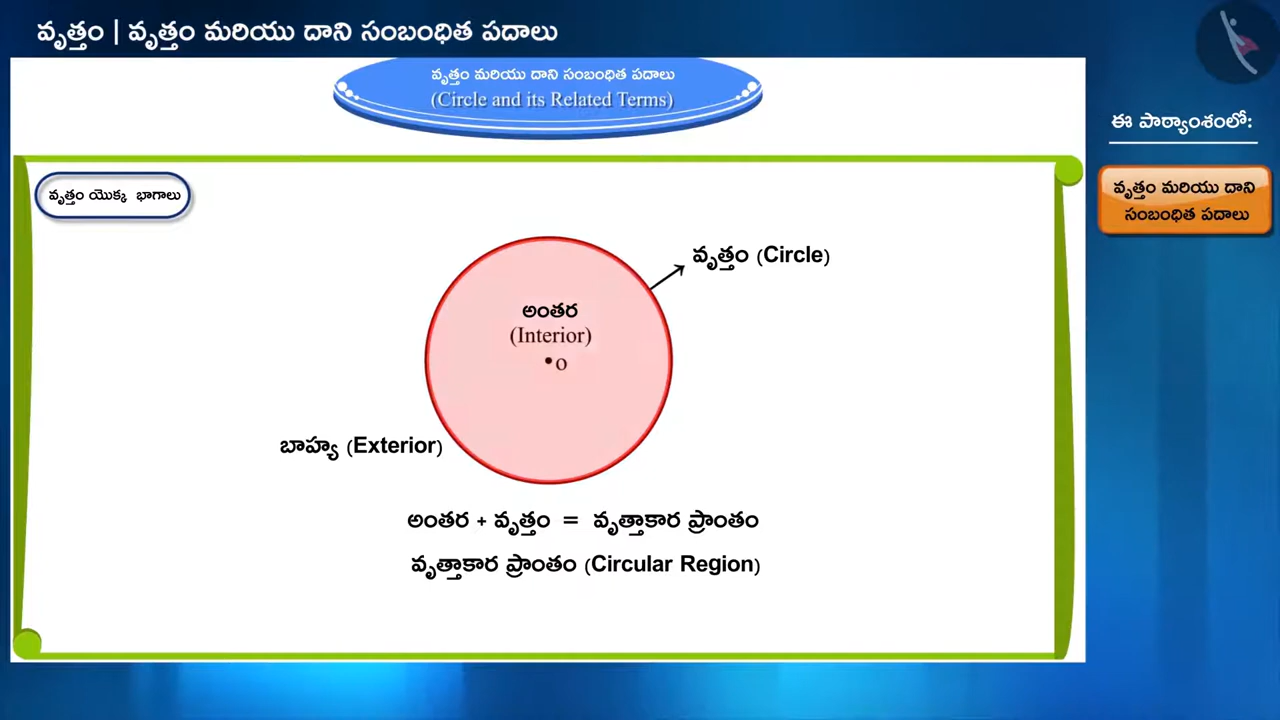 వృత్తం | వృత్తం మరియు దాని సంబంధిత పదాలు
వృత్తం మరియు దాని సంబంధిత పదాలు
(Circle and its Related Terms)
ఈ పాఠ్యాంశంలో:
వృత్తం మరియు దాని
సంబంధిత పదాలు
వృత్తం యొక్క భాగాలు
వృత్తం (Circle)
అంతర
(Interior)
O
బాహ్య (Exterior)
అంతర + వృత్తం = వృత్తాకార ప్రాంతం
వృత్తాకార ప్రాంతం (Circular Region)